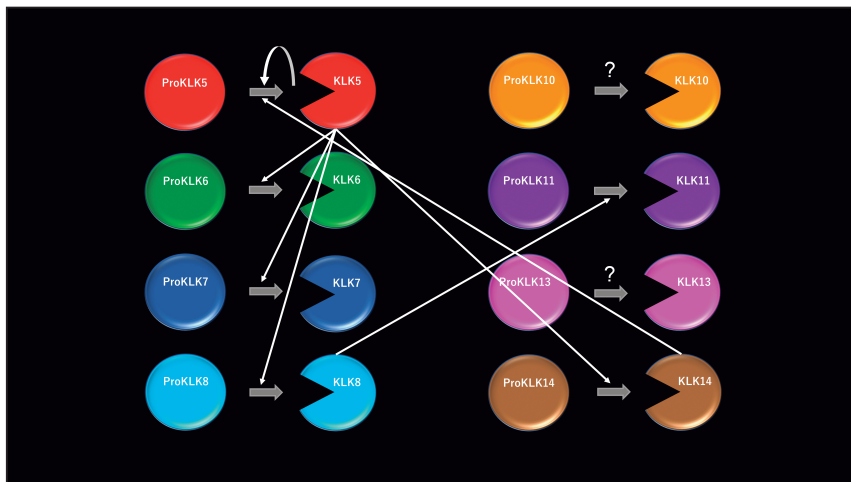 ProKLK5 KLK5
ProKLK6 KLK6
ProKLK7 KLK7
ProKLK8 KLK8
ProKLK10 ? KLK10
ProKLK11 KLK11
ProKLK13 ? KLK13
ProKLK14 KLK14